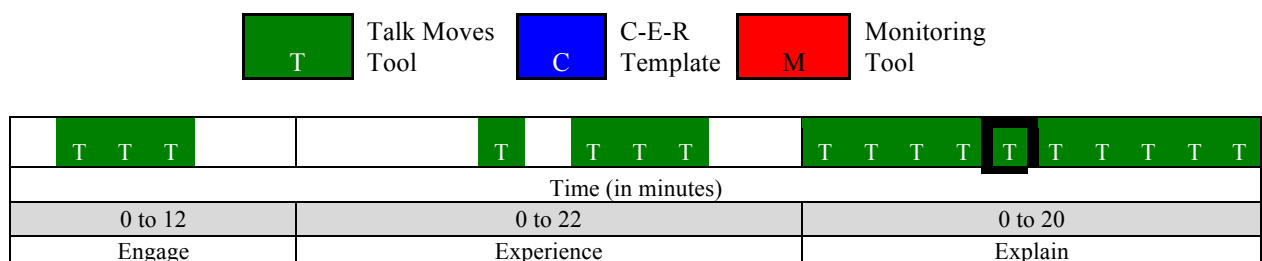 T Talk Moves Tool C C-E-R Template M Monitoring Tool
T T T T T T T T T T T T T T T T T
Time (in minutes)
0 to 12 0 to 22 0 to 20
Engage Experience Explain